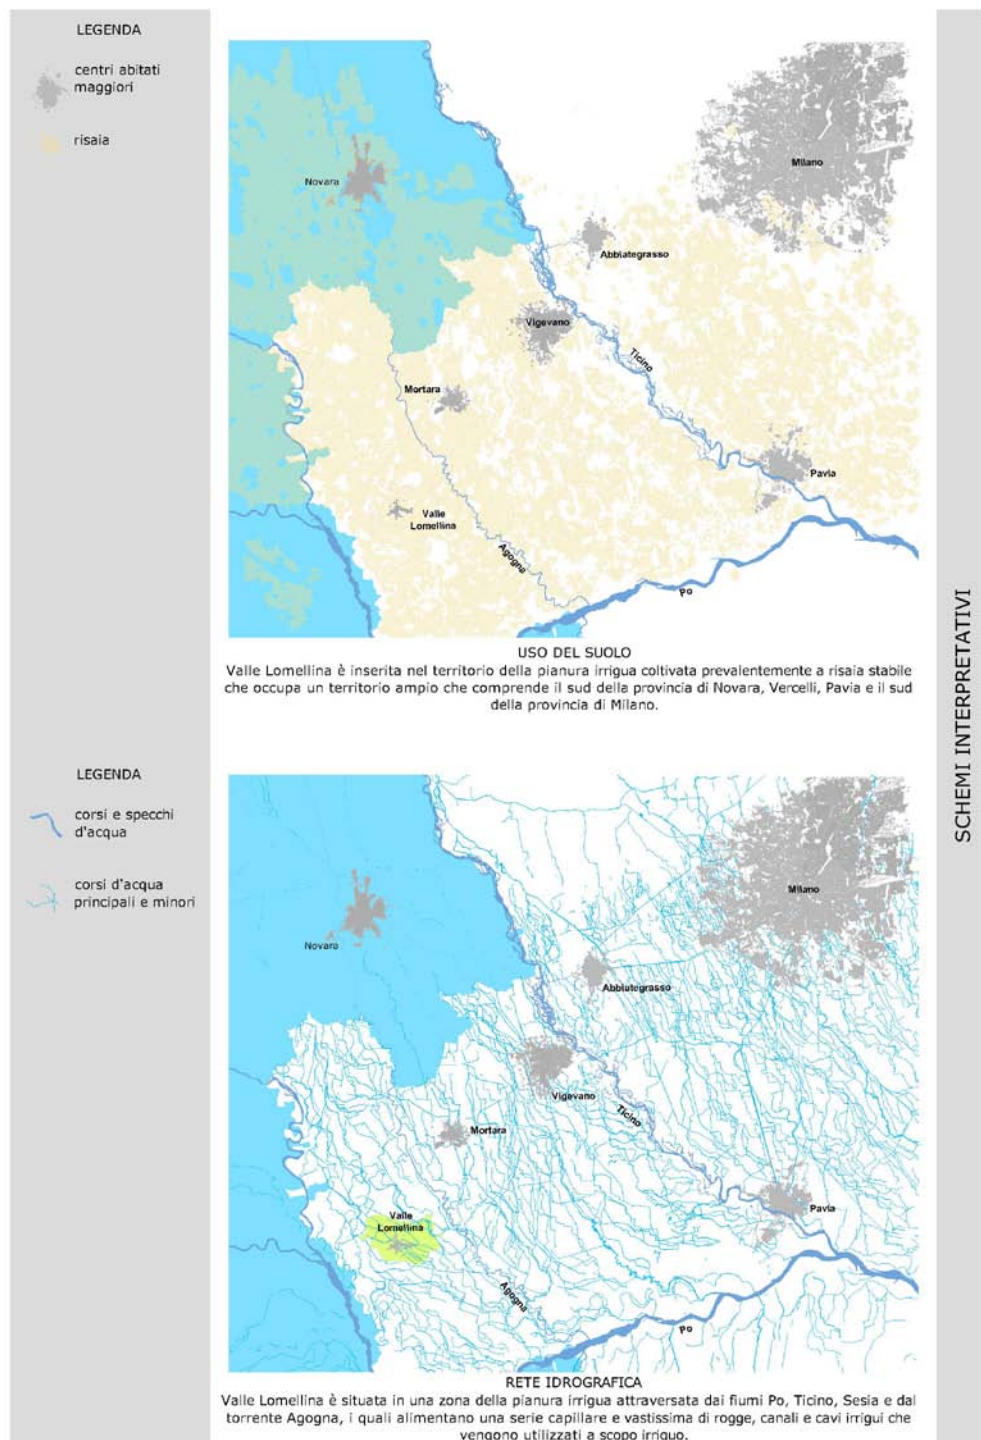 LEGENDA
centri abitati
maggiori
risaia
Milano
Novara
Abbiategrasso
Vigevano
Ticino
Mortara
Pavia
Valle
Lomellina
Agogna
Po
USO DEL SUOLO
Valle Lomellina è inserita nel territorio della pianura irrigua coltivata prevalentemente a risaia stabile
che occupa un territorio ampio che comprende il sud della provincia di Novara, Vercelli, Pavia e il sud
della provincia di Milano.
LEGENDA
corsi e specchi
d'acqua
corsi d'acqua
principali e minori
Milano
Novara
Abbiategrasso
Vigevano
Ticino
Mortara
Pavia
Valle
Lomellina
Agogna
Po
RETE IDROGRAFICA
Valle Lomellina è situata in una zona della pianura irrigua attraversata dai fiumi Po, Ticino, Sesia e dal
torrente Agogna, i quali alimentano una serie capillare e vastissima di rogge, canali e cavi irrigui che
vengono utilizzati a scopo irriguo.
SCHEMI INTERPRETATIVI